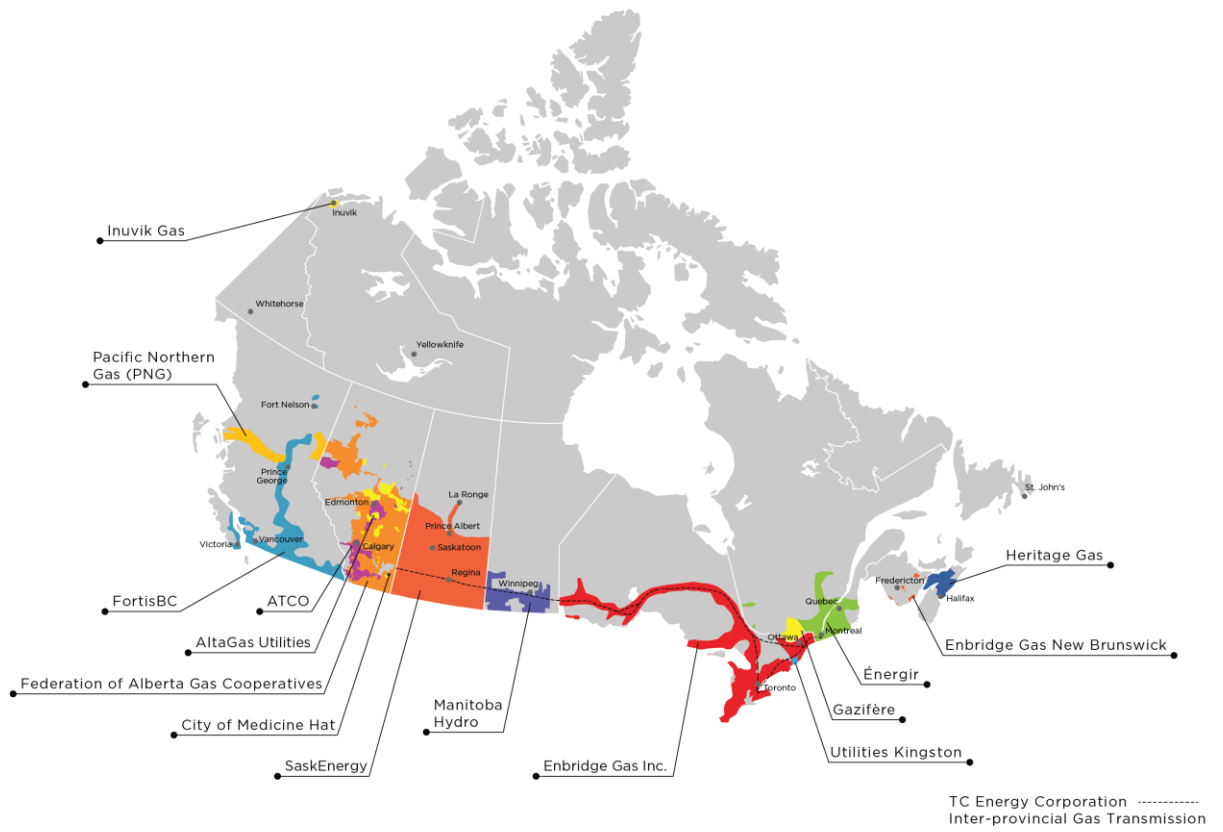 Inuvik
Inuvik Gas
Whitehorse
Yellowknife
Pacific Northern
Gas (PNG)
Fort Nelson
Prince
George
La Ronge
St. John's
Edmonton
Prince Albert
Victoria
Vancouver
Calgary
Saskatoon
Heritage Gas
Regina
Winnipeg
Fredericton
Quebec
Halifax
FortisBC
ATCO
Ottawa
Montreal
AltaGas Utilities
Enbridge Gas New Brunswick
Énergir
Federation of Alberta Gas Cooperatives
Toronto
Manitoba
Hydro
Gazifère
City of Medicine Hat
Utilities Kingston
SaskEnergy
Enbridge Gas Inc.
TC Energy Corporation
Inter-provincial Gas Transmission